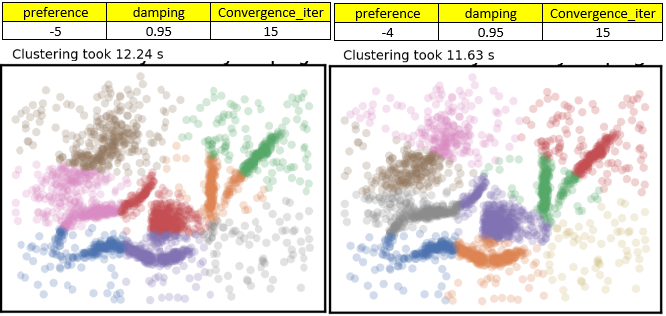 preference damping Convergence_iter
-5 0.95 15
Clustering took 12.24 s
preference damping Convergence_iter
-4 0.95 15
Clustering took 11.63 s